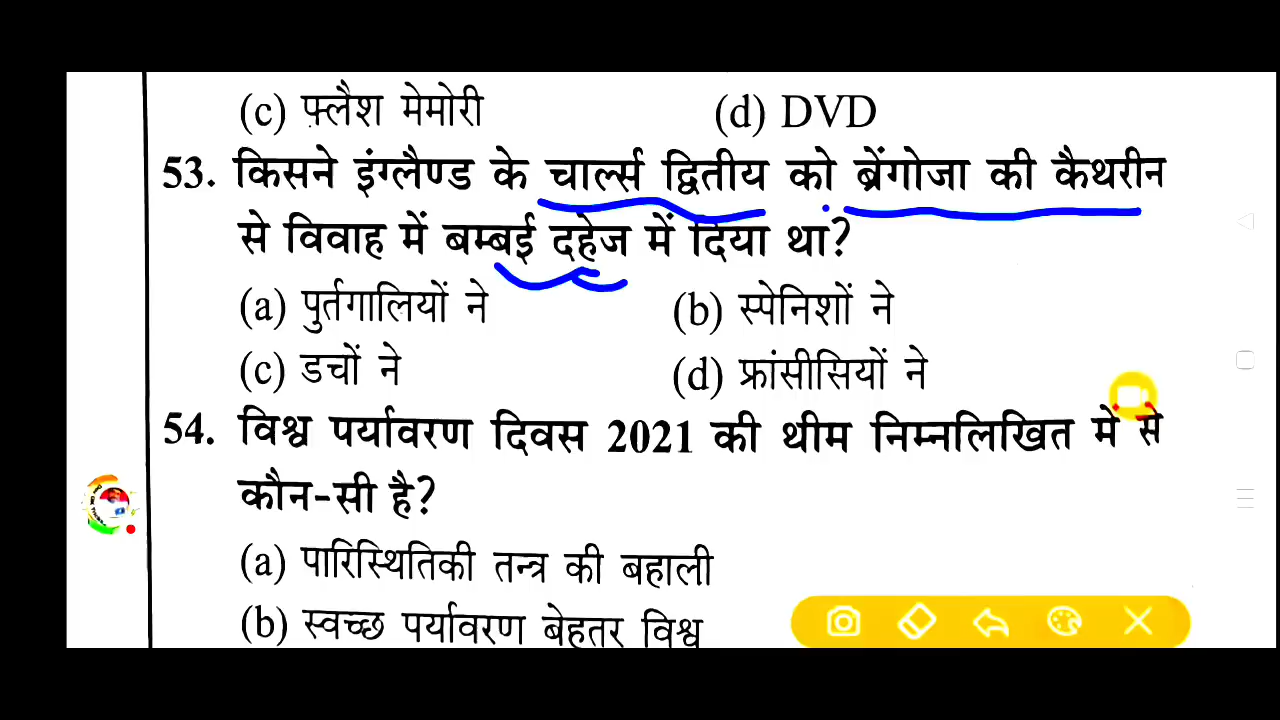 (c) फ़्लैश मेमोरी (d) DVD
53. किसने इंग्लैण्ड के चार्ल्स द्वितीय को ब्रेंगोजा की कैथरीन
से विवाह में बम्बई दहेज में दिया था?
(a) पुर्तगालियों ने (b) स्पेनिशों ने
(c) डचों ने (d) फ्रांसीसियों ने
54. विश्व पर्यावरण दिवस 2021 की थीम निम्नलिखित में से
कौन-सी है?
(a) पारिस्थितिकी तन्त्र की बहाली
(b) स्वच्छ पर्यावरण बेहतर विश्व